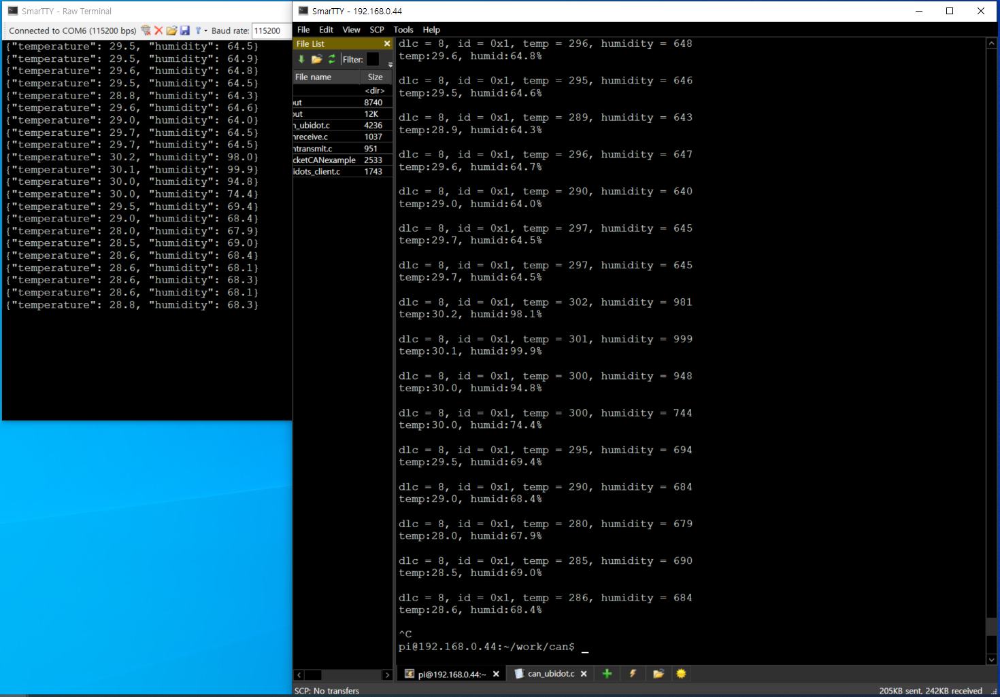 SmarTTY - Raw Terminal
Connected to COM6 (115200 bps) Baud rate: 115200
{"temperature": 29.5, "humidity": 64.5}
{"temperature": 29.5, "humidity": 64.9}
{"temperature": 29.6, "humidity": 64.8}
{"temperature": 29.5, "humidity": 64.5}
{"temperature": 28.8, "humidity": 64.3}
{"temperature": 29.6, "humidity": 64.6}
{"temperature": 29.0, "humidity": 64.0}
{"temperature": 29.7, "humidity": 64.5}
{"temperature": 29.7, "humidity": 64.5}
{"temperature": 30.2, "humidity": 98.0}
{"temperature": 30.1, "humidity": 99.9}
{"temperature": 30.0, "humidity": 94.8}
{"temperature": 30.0, "humidity": 74.4}
{"temperature": 29.5, "humidity": 69.4}
{"temperature": 29.0, "humidity": 68.4}
{"temperature": 28.0, "humidity": 67.9}
{"temperature": 28.5, "humidity": 69.0}
{"temperature": 28.6, "humidity": 68.4}
{"temperature": 28.6, "humidity": 68.1}
{"temperature": 28.6, "humidity": 68.3}
{"temperature": 28.6, "humidity": 68.1}
{"temperature": 28.8, "humidity": 68.3}
SmarTTY - 192.168.0.44
File Edit View SCP Tools Help
File List
Filter:
File name Size
<dir>
out 8740
out 12K
n_ubidot.c 4236
nreceive.c 1037
ntransmit.c 951
cketCANexample 2533
idots_client.c 1743
dlc = 8, id = 0x1, temp = 296, humidity = 648
temp:29.6, humid:64.8%
dlc = 8, id = 0x1, temp = 295, humidity = 646
temp:29.5, humid:64.6%
dlc = 8, id = 0x1, temp = 289, humidity = 643
temp:28.9, humid:64.3%
dlc = 8, id = 0x1, temp = 296, humidity = 647
temp:29.6, humid:64.7%
dlc = 8, id = 0x1, temp = 290, humidity = 640
temp:29.0, humid:64.0%
dlc = 8, id = 0x1, temp = 297, humidity = 645
temp:29.7, humid:64.5%
dlc = 8, id = 0x1, temp = 297, humidity = 645
temp:29.7, humid:64.5%
dlc = 8, id = 0x1, temp = 302, humidity = 981
temp:30.2, humid:98.1%
dlc = 8, id = 0x1, temp = 301, humidity = 999
temp:30.1, humid:99.9%
dlc = 8, id = 0x1, temp = 300, humidity = 948
temp:30.0, humid:94.8%
dlc = 8, id = 0x1, temp = 300, humidity = 744
temp:30.0, humid:74.4%
dlc = 8, id = 0x1, temp = 295, humidity = 694
temp:29.5, humid:69.4%
dlc = 8, id = 0x1, temp = 290, humidity = 684
temp:29.0, humid:68.4%
dlc = 8, id = 0x1, temp = 280, humidity = 679
temp:28.0, humid:67.9%
dlc = 8, id = 0x1, temp = 285, humidity = 690
temp:28.5, humid:69.0%
dlc = 8, id = 0x1, temp = 286, humidity = 684
temp:28.6, humid:68.4%
^C
pi@192.168.0.44:~/work/can$ _
pi@192.168.0.44:~ can_ubidot.c
SCP: No transfers 205KB sent, 242KB received